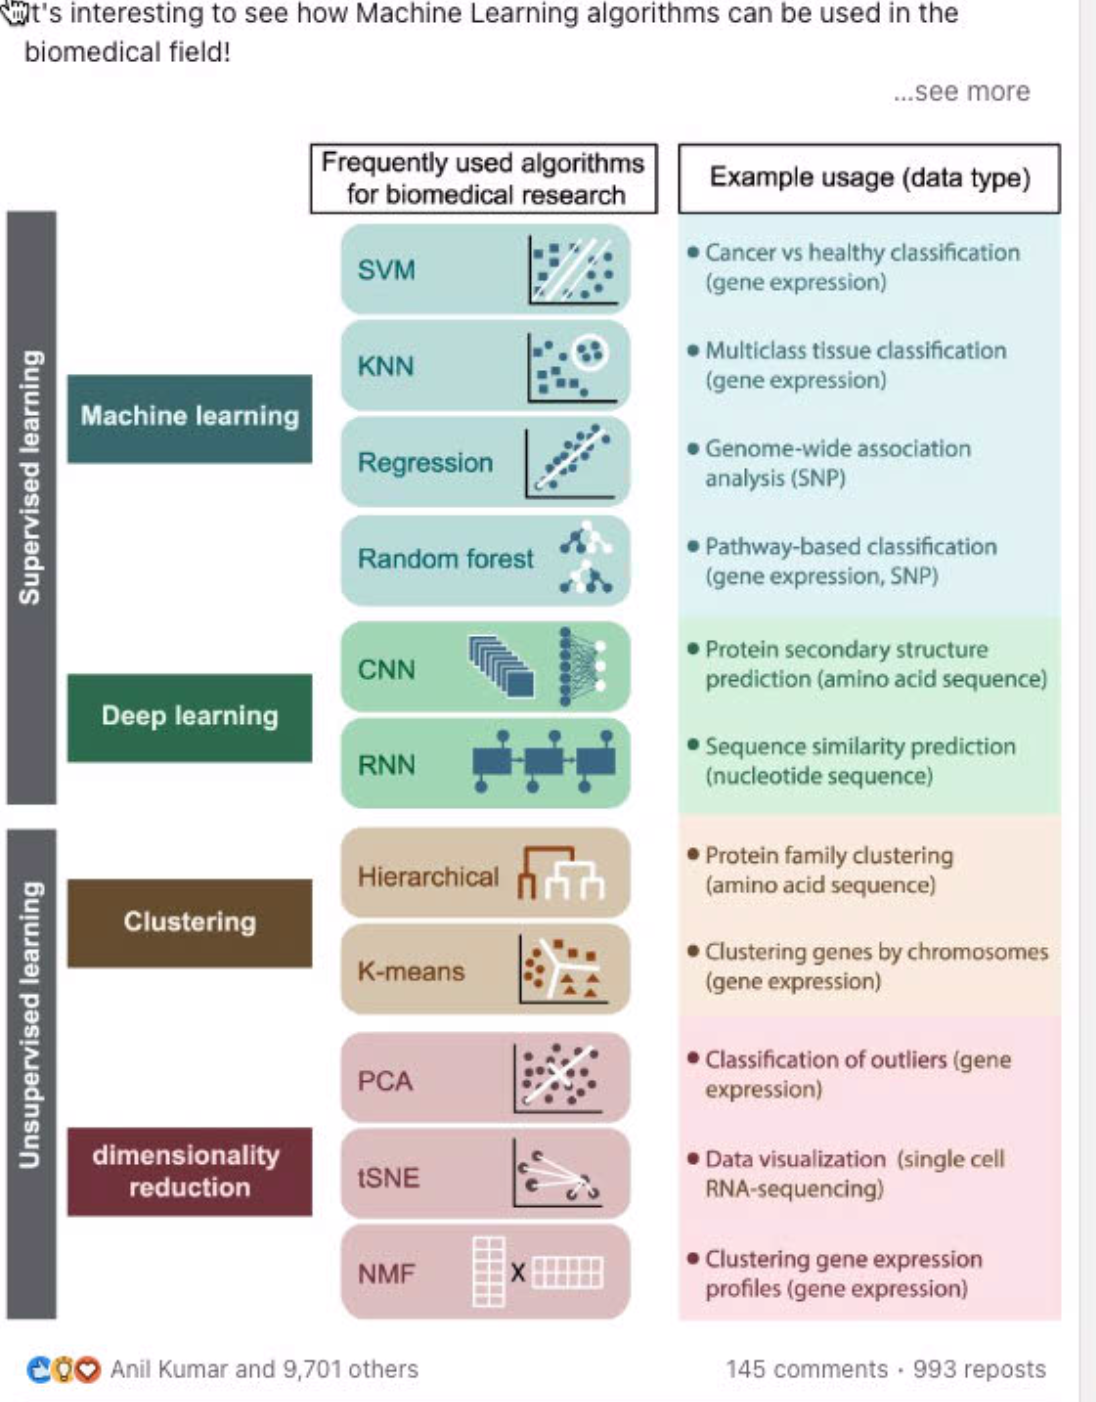 It's interesting to see how Machine Learning algorithms can be used in the
biomedical field!
...see more
Frequently used algorithms
for biomedical research
Example usage (data type)
Supervised learning
Machine learning
SVM
• Cancer vs healthy classification
(gene expression)
KNN
• Multiclass tissue classification
(gene expression)
Regression
• Genome-wide association
analysis (SNP)
Random forest
• Pathway-based classification
(gene expression, SNP)
Deep learning
CNN
• Protein secondary structure
prediction (amino acid sequence)
RNN
• Sequence similarity prediction
(nucleotide sequence)
Unsupervised learning
Clustering
Hierarchical
• Protein family clustering
(amino acid sequence)
K-means
• Clustering genes by chromosomes
(gene expression)
dimensionality
reduction
PCA
• Classification of outliers (gene
expression)
tSNE
• Data visualization (single cell
RNA-sequencing)
NMF
X
• Clustering gene expression
profiles (gene expression)
Anil Kumar and 9,701 others
145 comments · 993 reposts